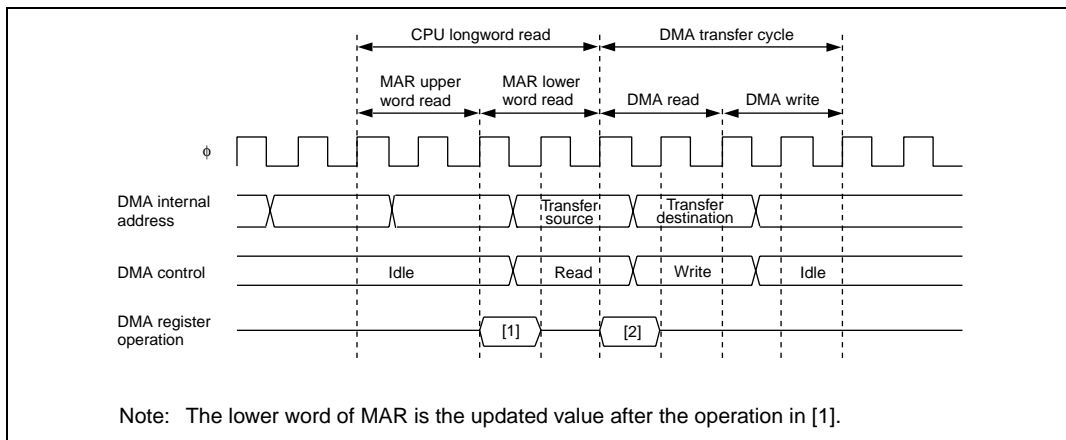 CPU longword read DMA transfer cycle
MAR upper
word read
MAR lower
word read
DMA read DMA write
ϕ
DMA internal
address
Transfer
source
Transfer
destination
DMA control Idle Read Write Idle
DMA register
operation
[1] [2]
Note: The lower word of MAR is the updated value after the operation in [1].